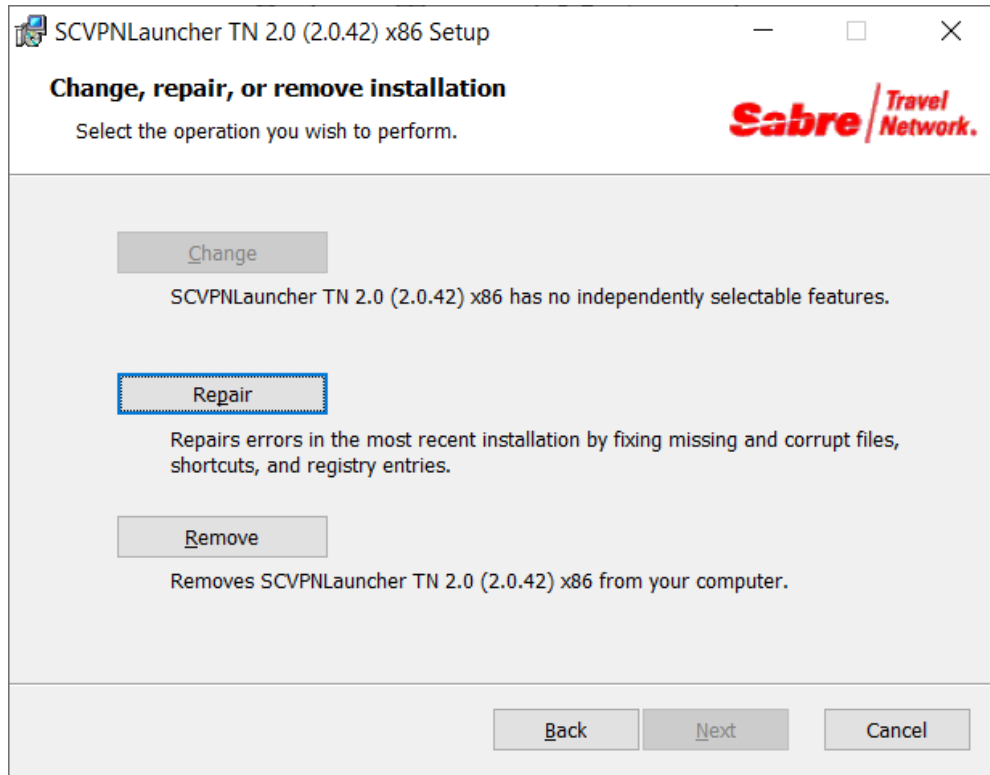 SCVPNLauncher TN 2.0 (2.0.42) x86 Setup
Change, repair, or remove installation
Select the operation you wish to perform.
Sabre Travel
Network.
Change
SCVPNLauncher TN 2.0 (2.0.42) x86 has no independently selectable features.
Repair
Repairs errors in the most recent installation by fixing missing and corrupt files,
shortcuts, and registry entries.
Remove
Removes SCVPNLauncher TN 2.0 (2.0.42) x86 from your computer.
Back Next Cancel